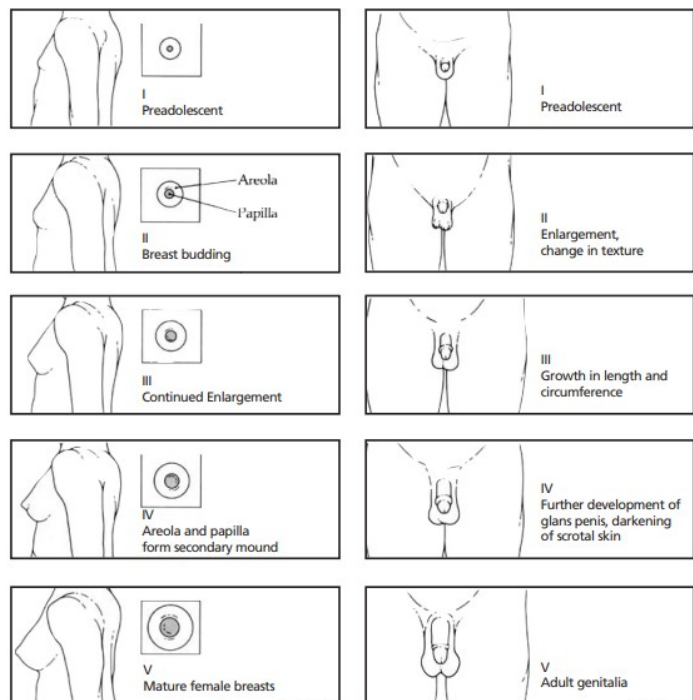 I
Preadolescent
I
Preadolescent
Areola
Papilla
II
Breast budding
II
Enlargement,
change in texture
III
Continued Enlargement
III
Growth in length and
circumference
IV
Areola and papilla
form secondary mound
IV
Further development of
glans penis, darkening
of scrotal skin
V
Mature female breasts
V
Adult genitalia